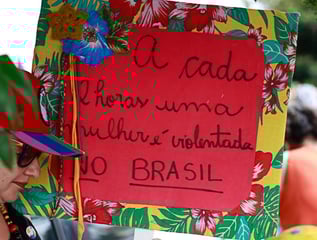 A cada
horas uma
mulher é violentada
NO BRASIL